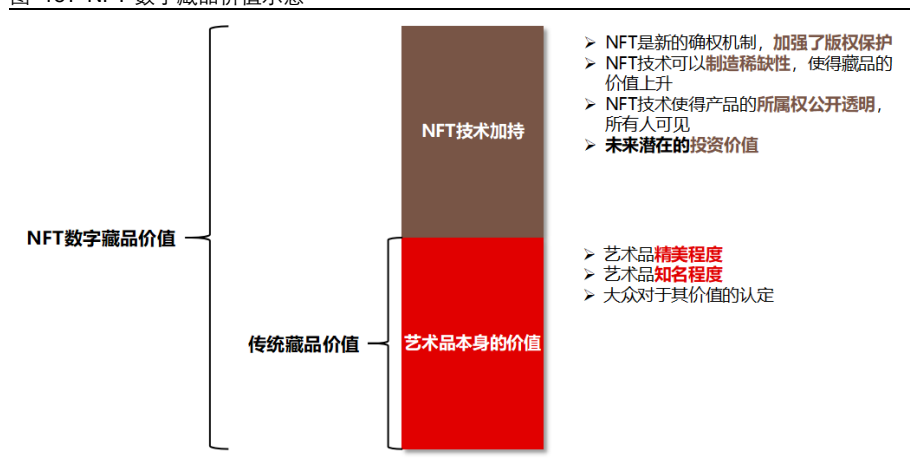 NFT是新的确权机制，加强了版权保护
NFT技术可以制造稀缺性，使得藏品的
价值上升
NFT技术使得产品的所属权公开透明，
所有人可见
未来潜在的投资价值
NFT技术加持
NFT数字藏品价值
艺术品精美程度
艺术品知名程度
大众对于其价值的认定
传统藏品价值
艺术品本身的价值